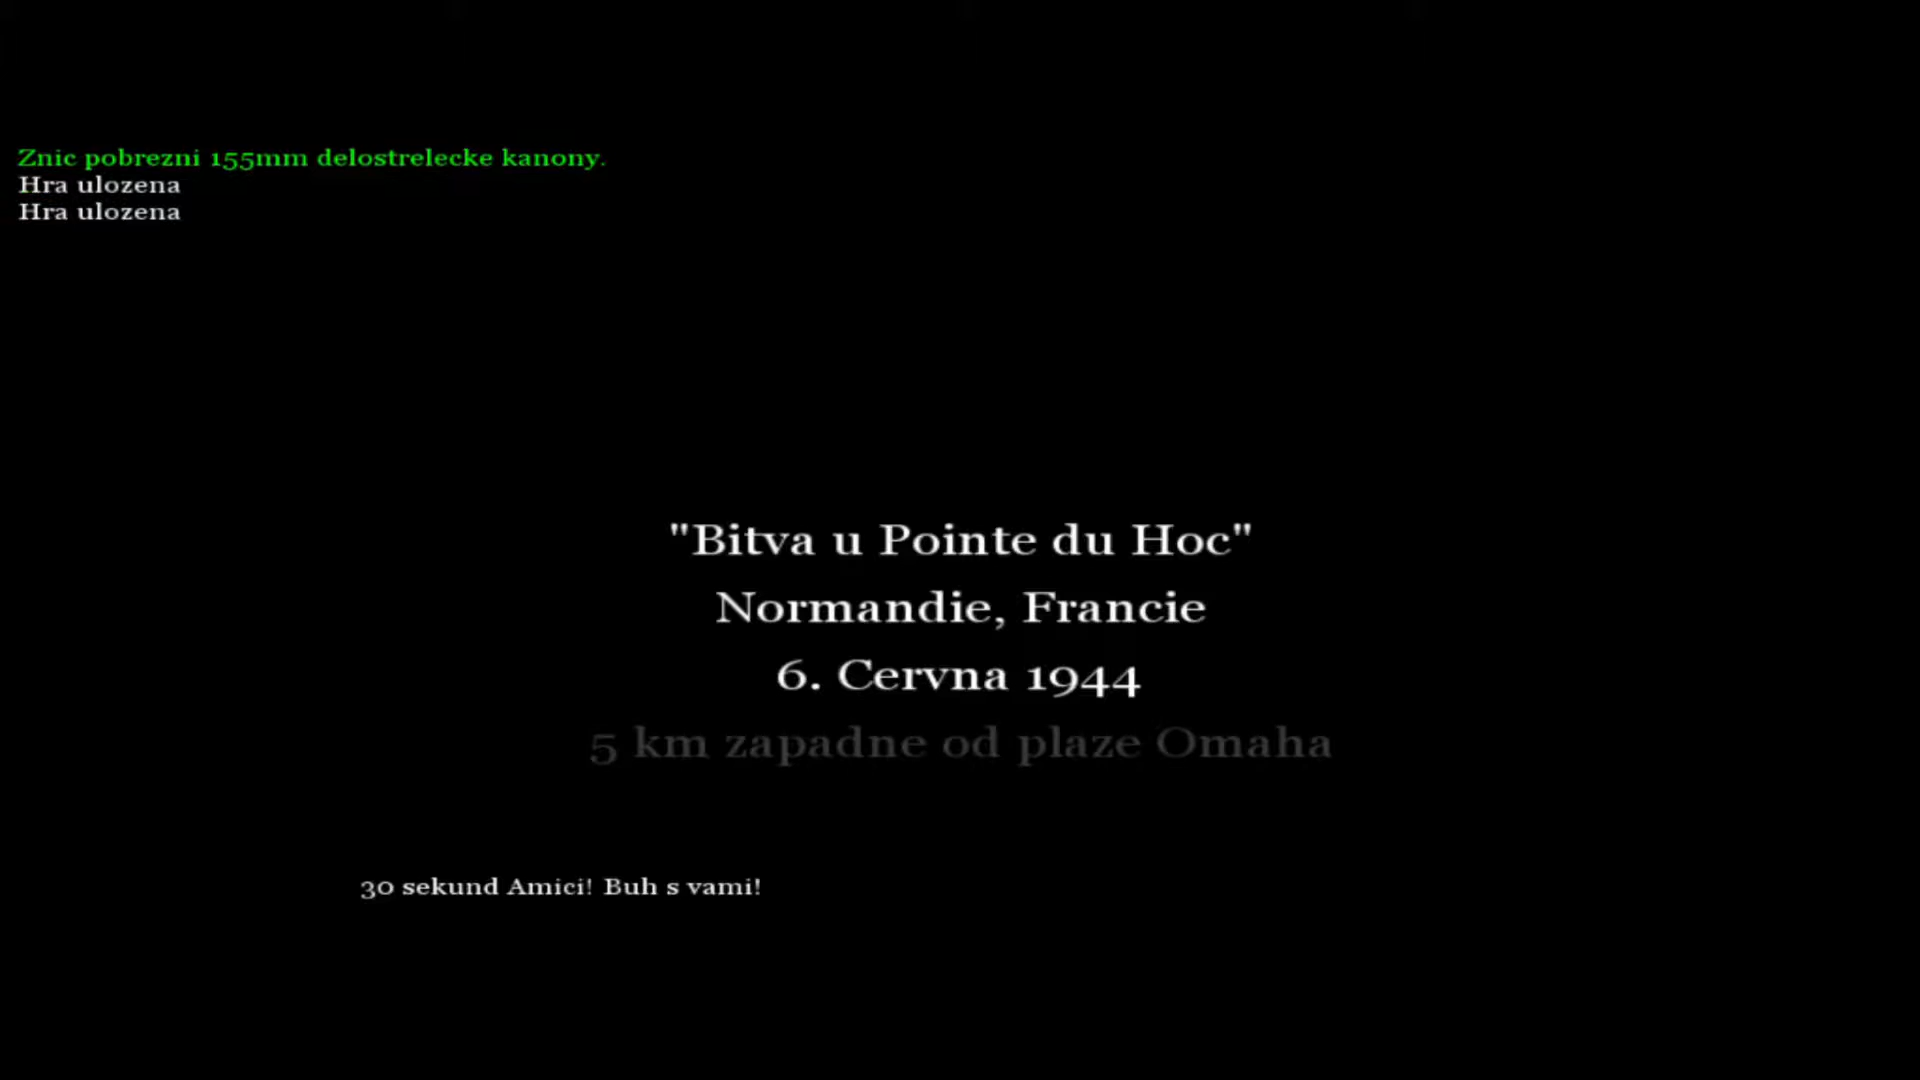 Znic pobrezni 155mm delostrelecke kanony.
Hra ulozena
Hra ulozena
"Bitva u Pointe du Hoc"
Normandie, Francie
6. Cervna 1944
5 km zapadne od plaze Omaha
30 sekund Amici! Buh s vami!